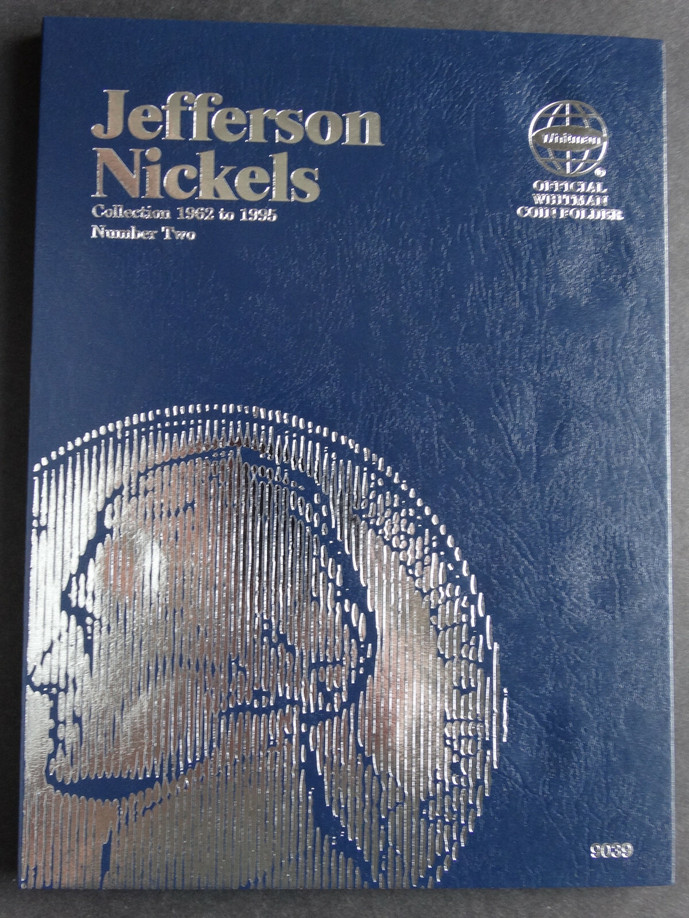 Jefferson
Nickels
Collection 1962 to 1995
Number Two
Whitman
®
OFFICIAL
WHITMAN
COIN FOLDER
9039